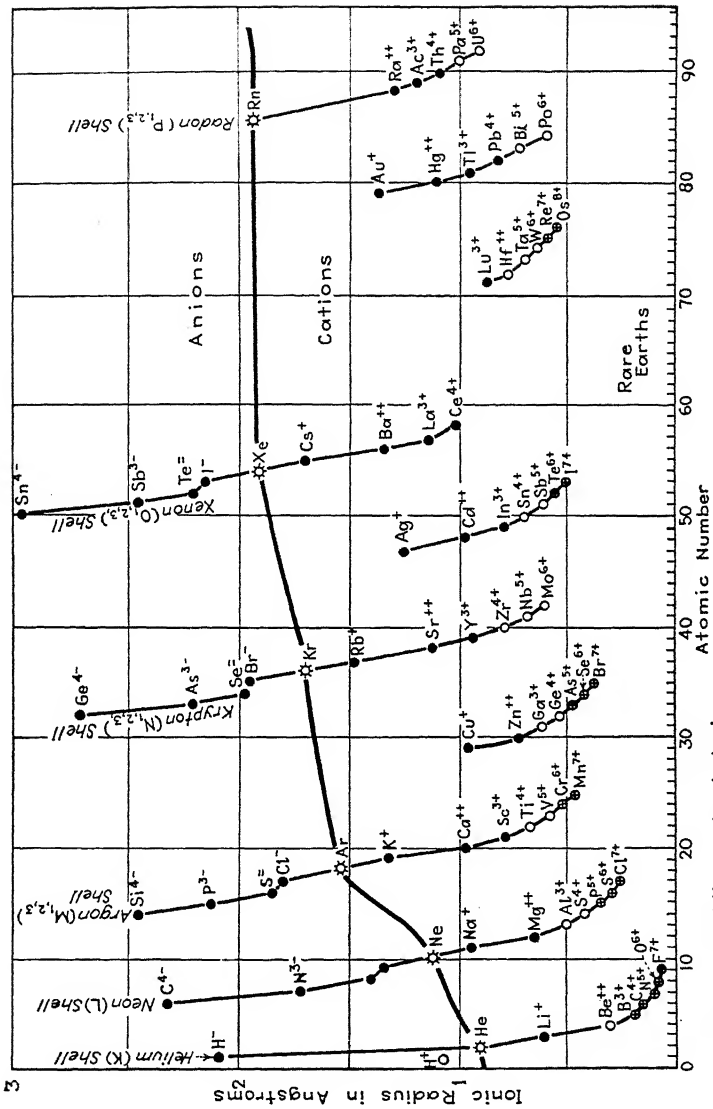 Ionic Radius in Angstroms
3
2
1
0
Helium (K) Shell
H⁻
H⁺
He
Li⁺
Be⁺⁺
B³⁺
C⁴⁺
N⁵⁺
O⁶⁺
F⁷⁺
Neon (L) Shell
C⁴⁻
N³⁻
Ne
Na⁺
Mg⁺⁺
Al³⁺
S⁴⁺
P⁵⁺
S⁶⁺
Cl⁷⁺
Argon (M₁,₂,₃)
Shell
Si⁴⁻
P³⁻
S⁼
Cl⁻
Ar
K⁺
Ca⁺⁺
Sc³⁺
Ti⁴⁺
V⁵⁺
Cr⁶⁺
Mn⁷⁺
Cu⁺
Zn⁺⁺
Ga³⁺
Ge⁴⁺
As⁵⁺
Se⁶⁺
Br⁷⁺
Krypton (N₁,₂,₃)
Shell
Ge⁴⁻
As³⁻
Se⁼
Br⁻
Kr
Rb⁺
Sr⁺⁺
Y³⁺
Zr⁴⁺
Nb⁵⁺
Mo⁶⁺
Ag⁺
Cd⁺⁺
In³⁺
Sn⁴⁺
Sb⁵⁺
Te⁶⁺
I⁷⁺
Xenon (O₁,₂,₃,) Shell
Sn⁴⁻
Sb³⁻
Te⁼
I⁻
Xe
Cs⁺
Ba⁺⁺
La³⁺
Ce⁴⁺
Anions
Cations
Rare
Earths
Lu³⁺
Hf⁺⁺
Ta⁵⁺
W⁶⁺
Re⁷⁺
Os⁸⁺
Au⁺
Hg⁺⁺
Tl³⁺
Pb⁴⁺
Bi⁵⁺
Po⁶⁺
Radon (P₁,₂,₃) Shell
Rn
Ra⁺⁺
Ac³⁺
Th⁴⁺
Pa⁵⁺
U⁶⁺
0 10 20 30 40 50 60 70 80 90
Atomic Number